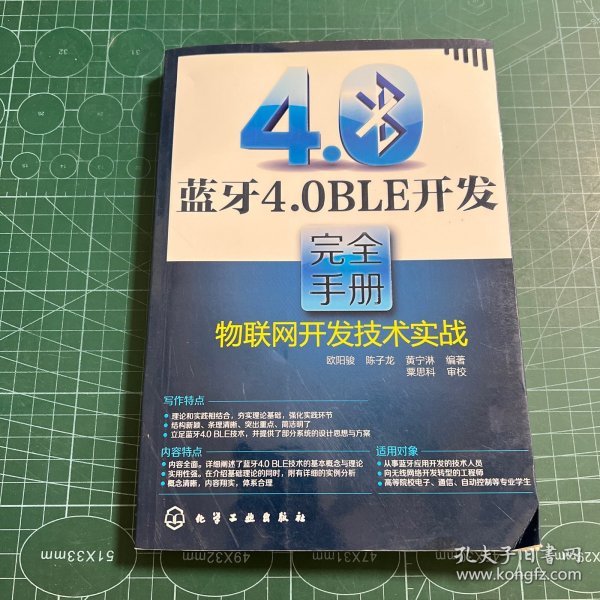 4.0
蓝牙4.0BLE开发
完全
手册
物联网开发技术实战
欧阳骏 陈子龙 黄宁淋 编著
粟思科 审校
写作特点
理论和实践相结合,夯实理论基础,强化实践环节
结构新颖、条理清晰、突出重点、简洁明了
立足蓝牙4.0 BLE技术,并提供了部分系统的设计思想与方案
内容特点
内容全面。详细阐述了蓝牙4.0 BLE技术的基本概念与理论
实用性强。在介绍基础理论的同时,附有详细的实例分析
概念清晰,内容翔实,体系合理
适用对象
从事蓝牙应用开发的技术人员
向无线网络开发转型的工程师
高等院校电子、通信、自动控制等专业学生
化学工业出版社
51X33mm
49X32mm
47X30mm
孔夫子旧书网
www.kongfz.com